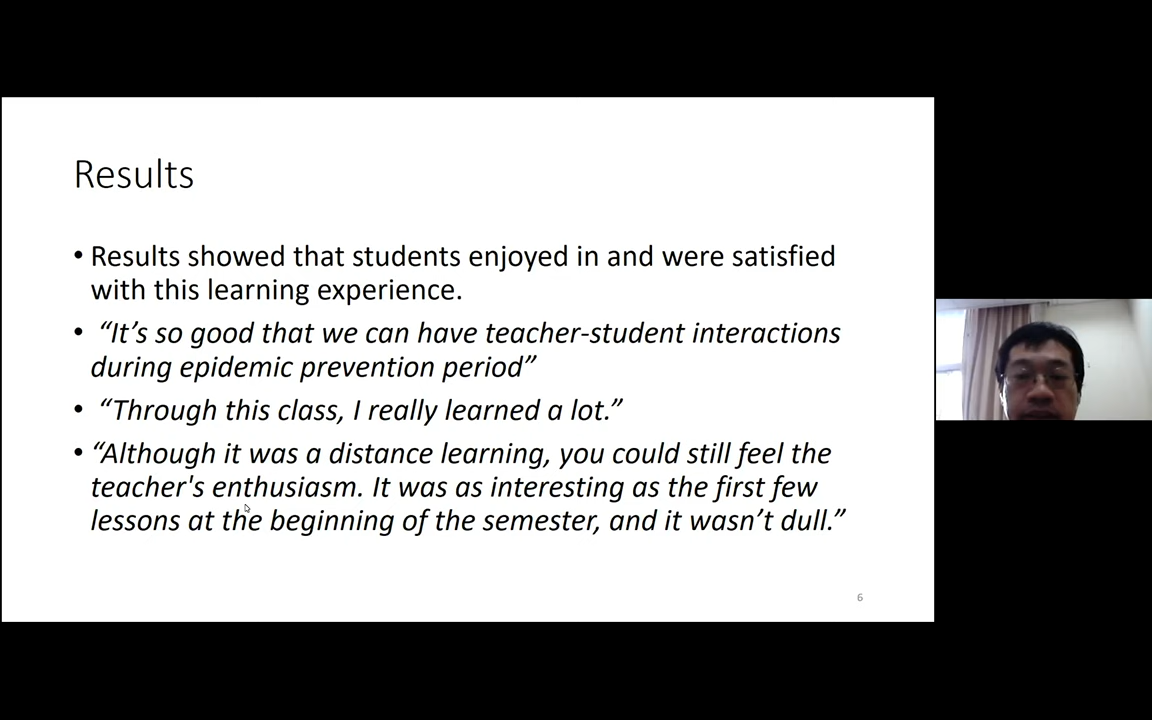 Results
• Results showed that students enjoyed in and were satisfied
with this learning experience.
• “It’s so good that we can have teacher-student interactions
during epidemic prevention period”
• “Through this class, I really learned a lot.”
• “Although it was a distance learning, you could still feel the
teacher's enthusiasm. It was as interesting as the first few
lessons at the beginning of the semester, and it wasn’t dull.”
6